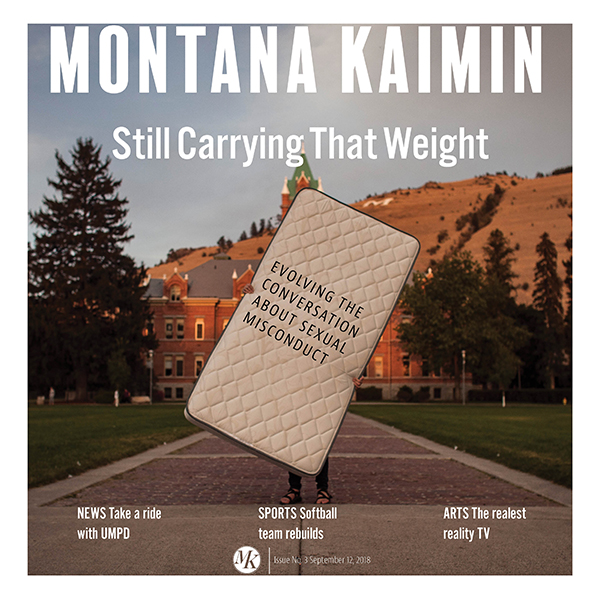 MONTANA KAIMIN
Still Carrying That Weight
EVOLVING THE
CONVERSATION
ABOUT SEXUAL
MISCONDUCT
NEWS Take a ride
with UMPD
SPORTS Softball
team rebuilds
ARTS The realest
reality TV
MK
Issue No. 3 September 12, 2018